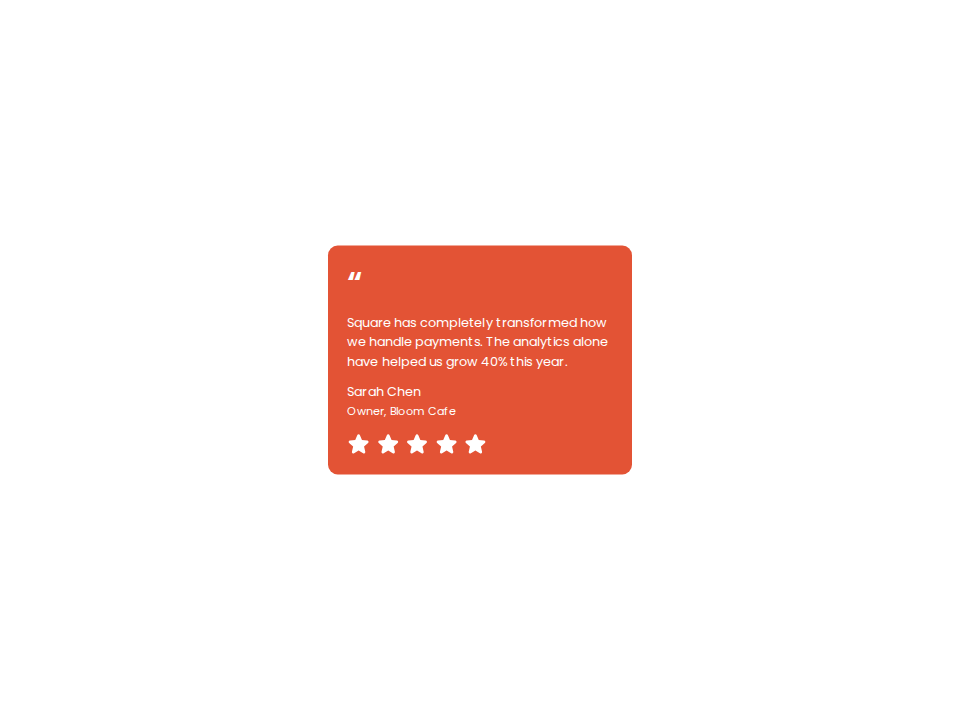 “
Square has completely transformed how
we handle payments. The analytics alone
have helped us grow 40% this year.
Sarah Chen
Owner, Bloom Cafe